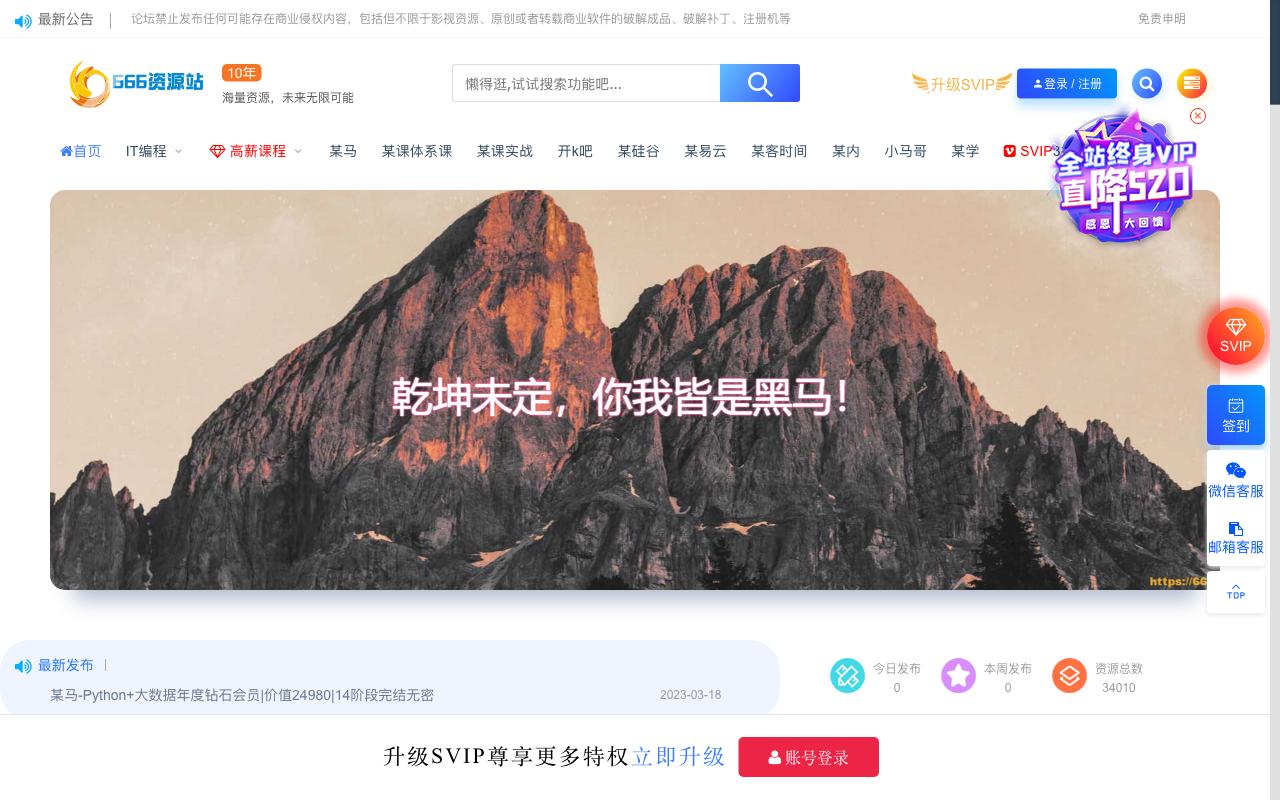 最新公告
论坛禁止发布任何可能存在商业侵权内容，包括但不限于影视资源、原创或者转载商业软件的破解成品、破解补丁、注册机等
免责申明
666资源站
10年
海量资源，未来无限可能
懒得逛,试试搜索功能吧...
升级SVIP
登录 / 注册
首页 IT编程 高薪课程 某马 某课体系课 某课实战 开k吧 某硅谷 某易云 某客时间 某内 小马哥 某学 SVIP
全站终身VIP
直降520
感恩大回馈
乾坤未定，你我皆是黑马！
https://66
SVIP
签到
微信客服
邮箱客服
TOP
最新发布
某马-Python+大数据年度钻石会员|价值24980|14阶段完结无密 2023-03-18
今日发布
0
本周发布
0
资源总数
34010
升级SVIP尊享更多特权立即升级
账号登录